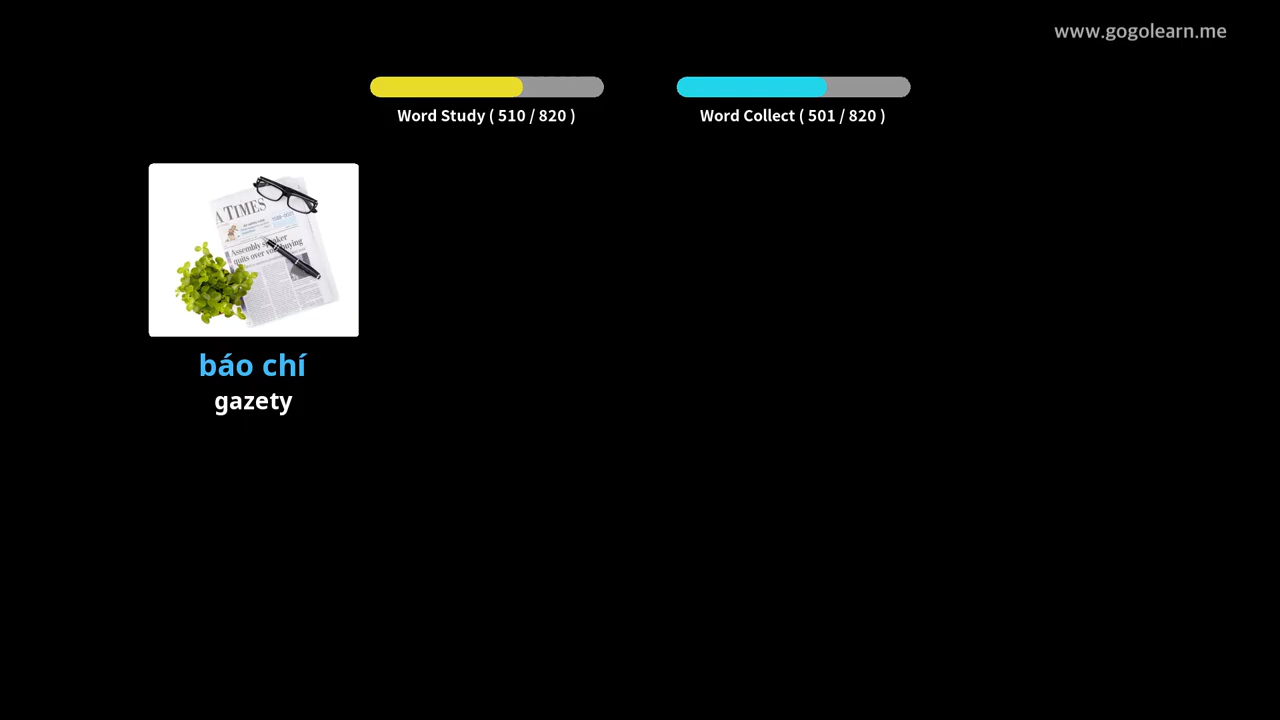 www.gogolearn.me
Word Study ( 510 / 820 )
Word Collect ( 501 / 820 )
A TIMES
báo chí
gazety